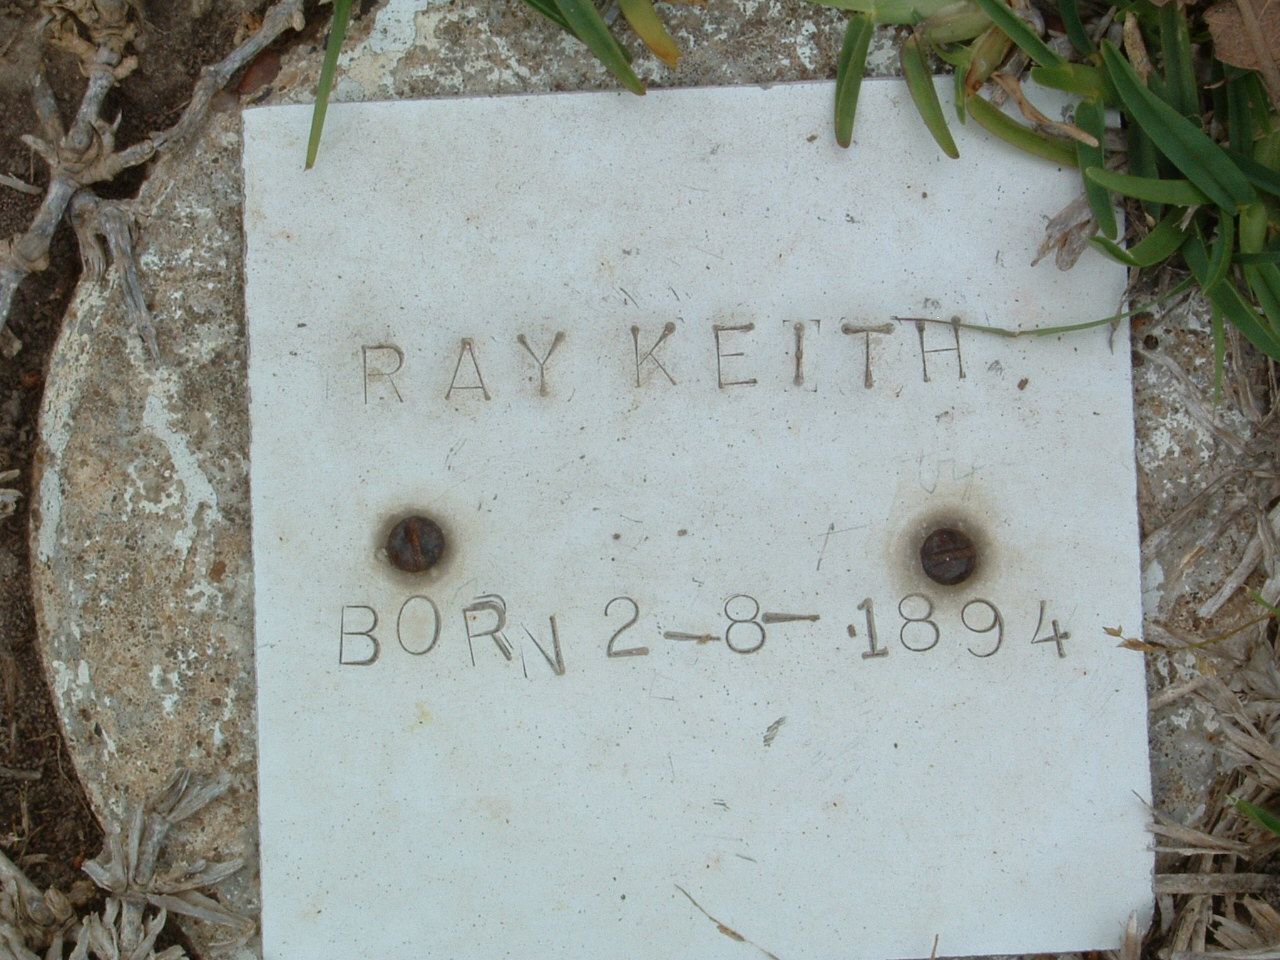 RAY KEITH
BORN 2-8-1894